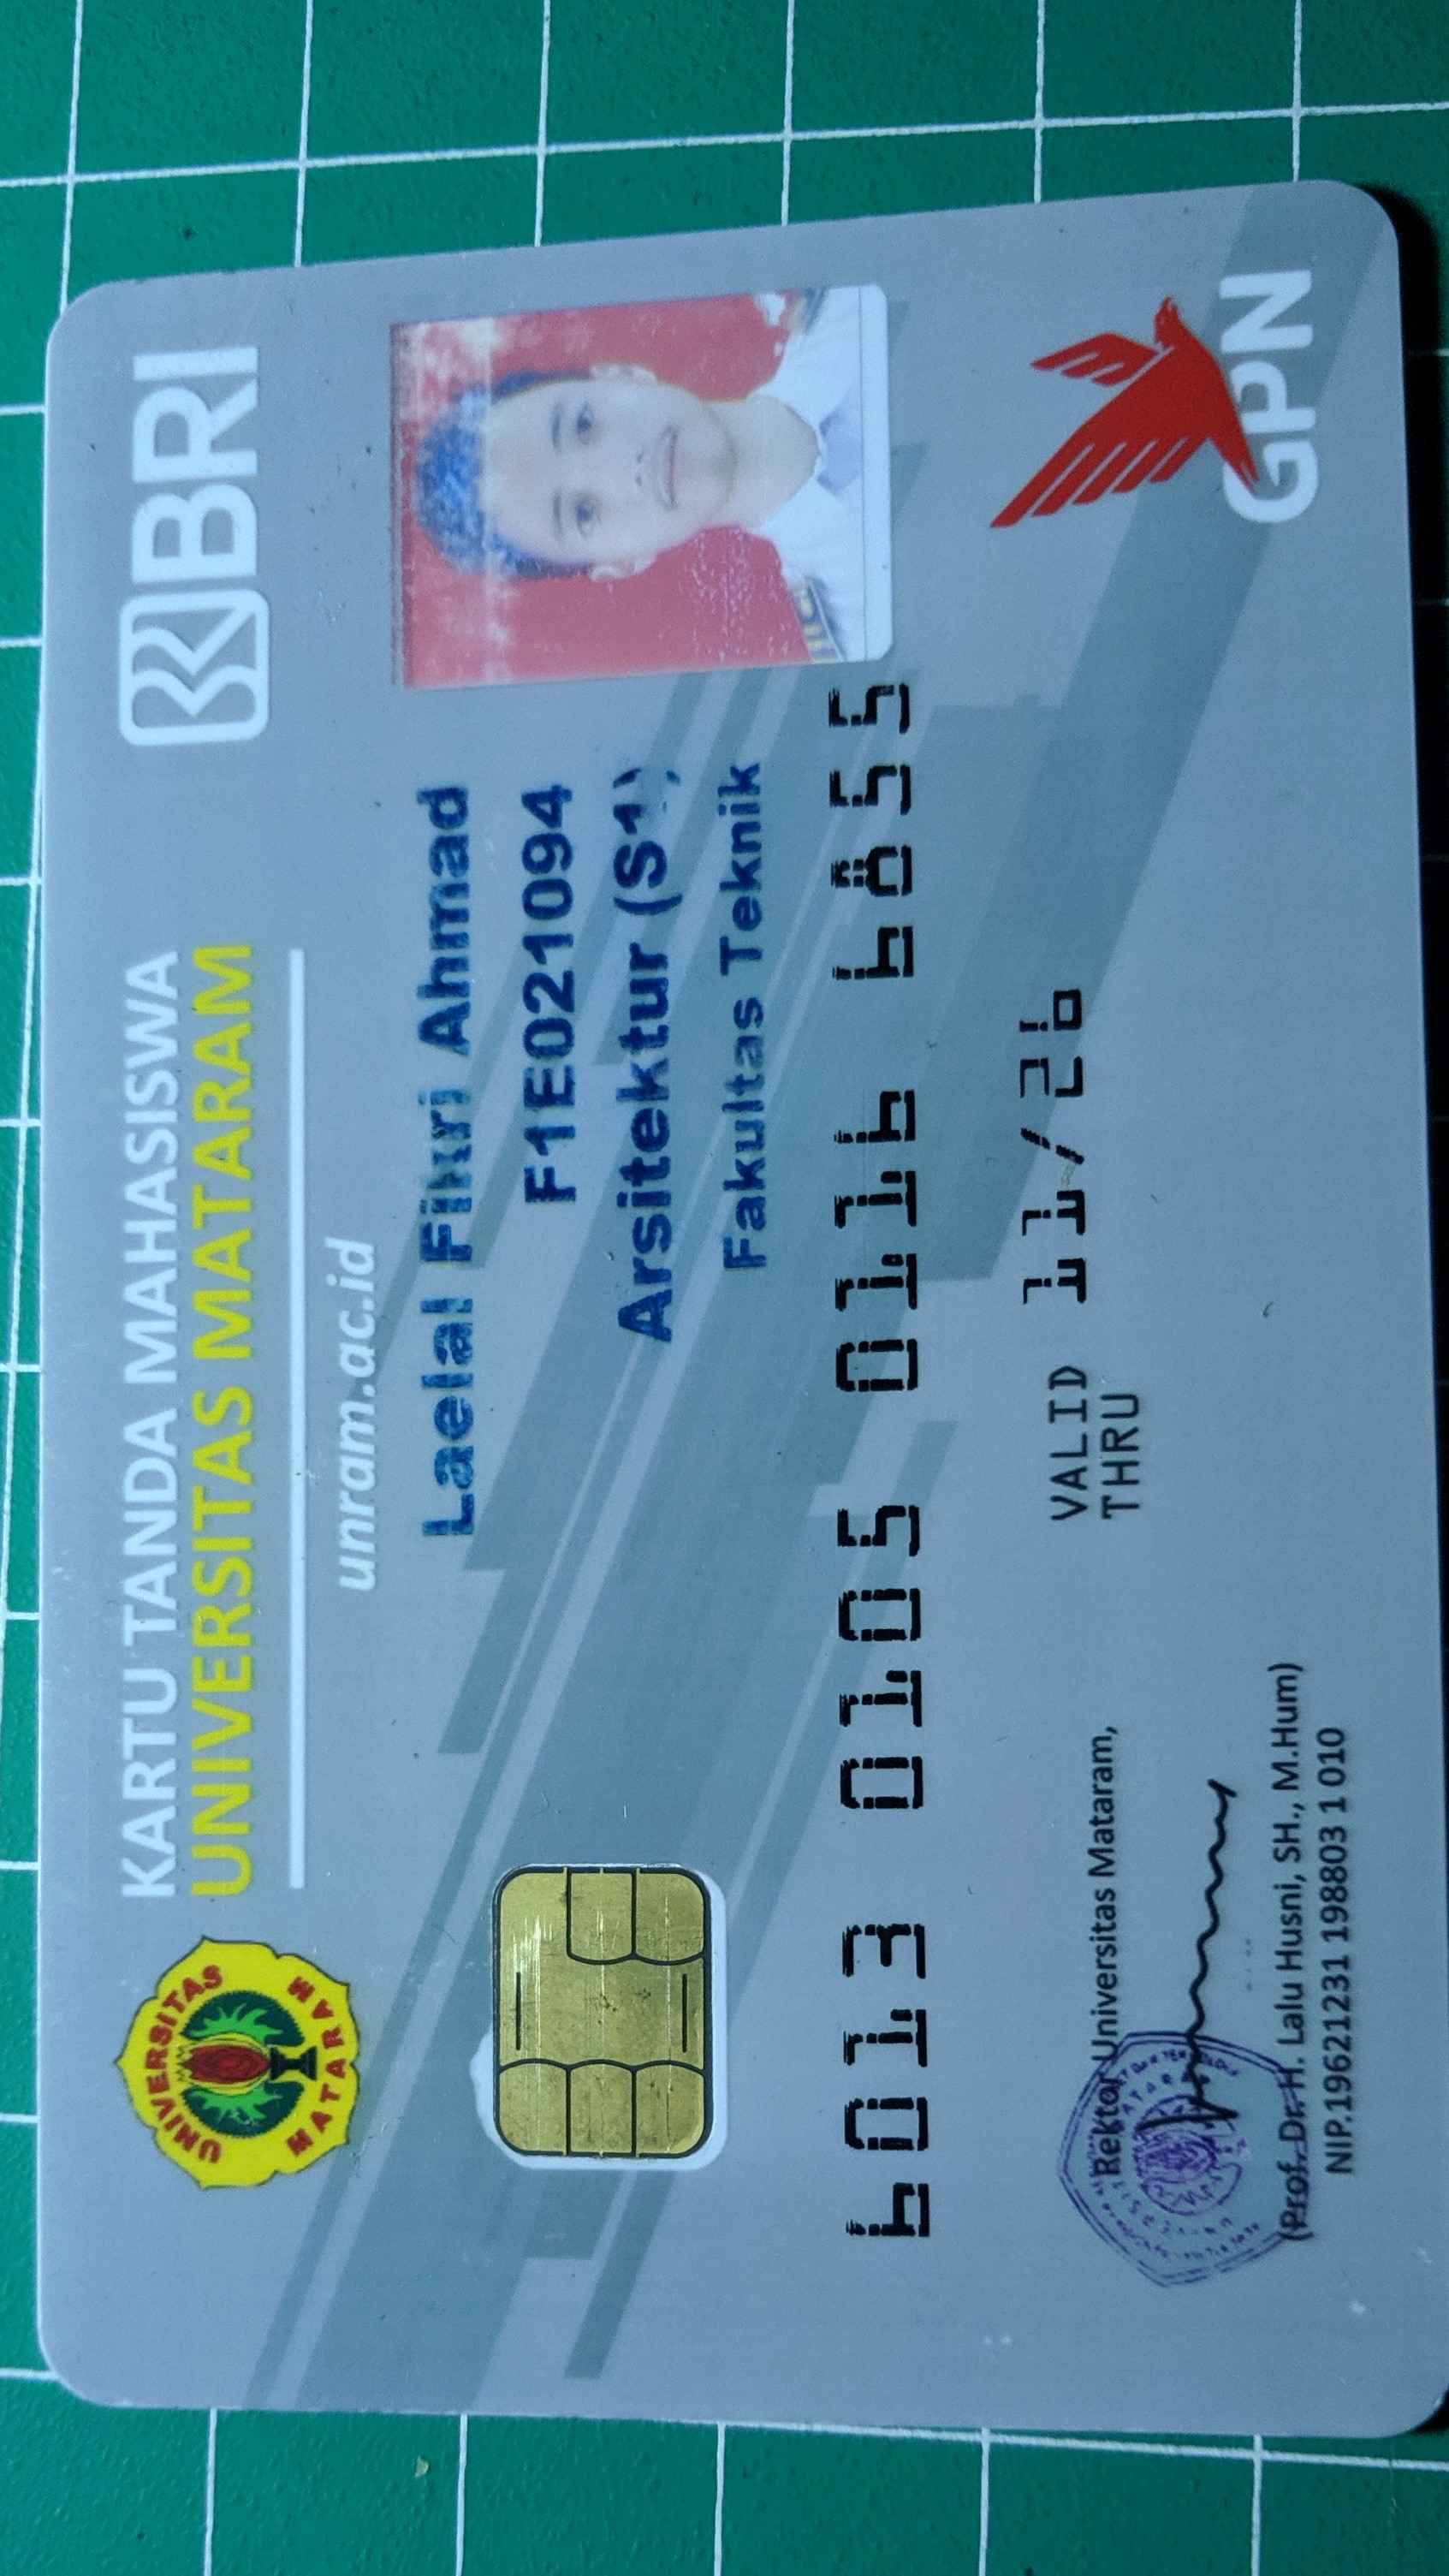 KARTU TANDA MAHASISWA
UNIVERSITAS MATARAM
BRI
unram.ac.id
UNIVERSITAS
MATARAM
Laelal Fikri Ahmad
F1E021094
Arsitektur (S1)
Fakultas Teknik
6013 0105 0116 6855
VALID
THRU
11/26
Rektor Universitas Mataram,
(Prof. Dr. H. Lalu Husni, SH., M.Hum)
NIP.19621231 198803 1 010
GPN